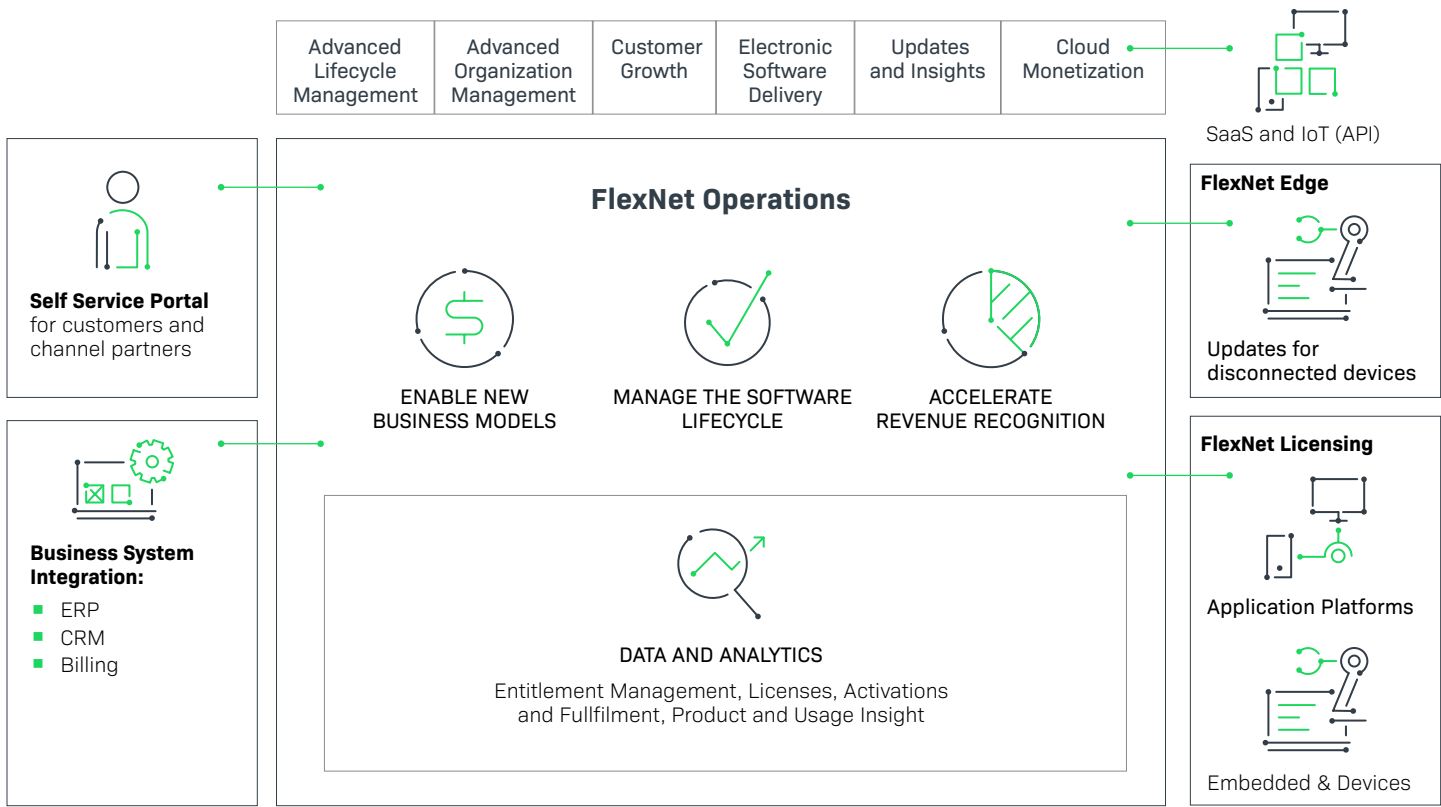 Advanced
Lifecycle
Management
Advanced
Organization
Management
Customer
Growth
Electronic
Software
Delivery
Updates
and Insights
Cloud
Monetization
SaaS and IoT (API)
Self Service Portal
for customers and
channel partners
Business System
Integration:
ERP
CRM
Billing
FlexNet Operations
ENABLE NEW
BUSINESS MODELS
MANAGE THE SOFTWARE
LIFECYCLE
ACCELERATE
REVENUE RECOGNITION
DATA AND ANALYTICS
Entitlement Management, Licenses, Activations
and Fullfilment, Product and Usage Insight
FlexNet Edge
Updates for
disconnected devices
FlexNet Licensing
Application Platforms
Embedded & Devices